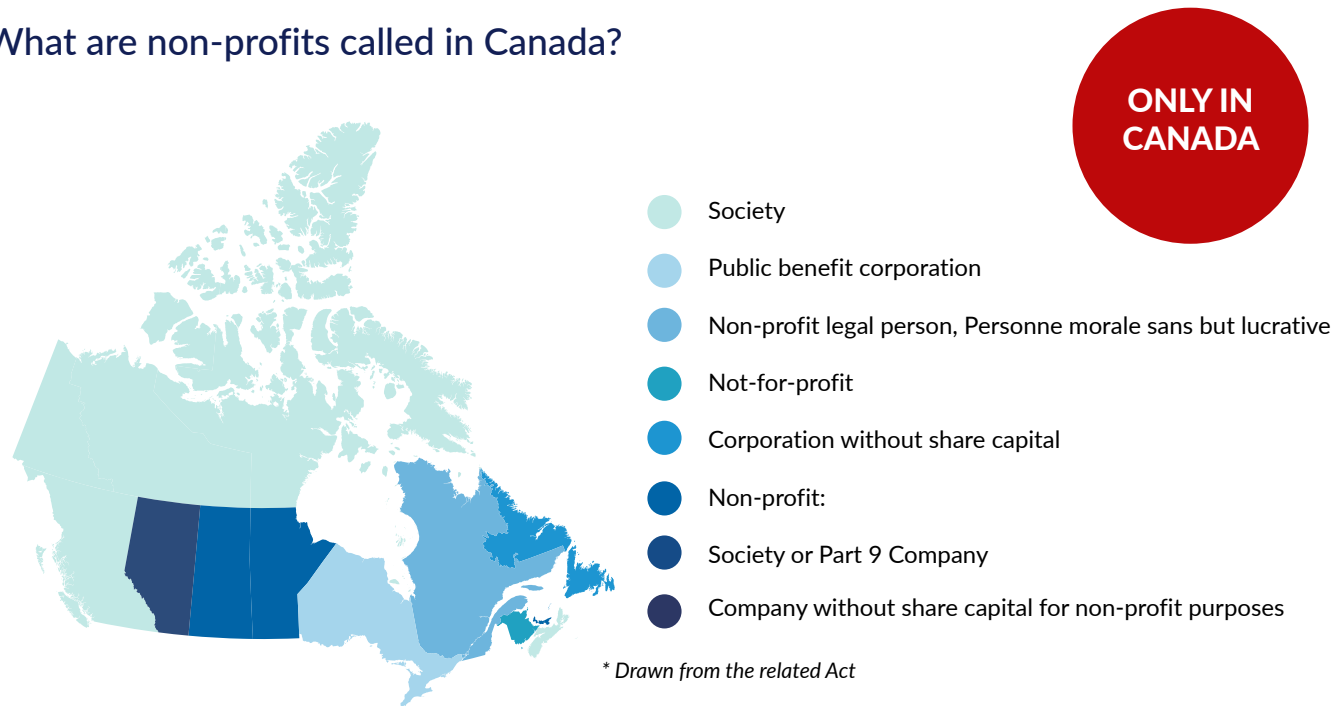 What are non-profits called in Canada?
ONLY IN
CANADA
Society
Public benefit corporation
Non-profit legal person, Personne morale sans but lucrative
Not-for-profit
Corporation without share capital
Non-profit:
Society or Part 9 Company
Company without share capital for non-profit purposes
* Drawn from the related Act